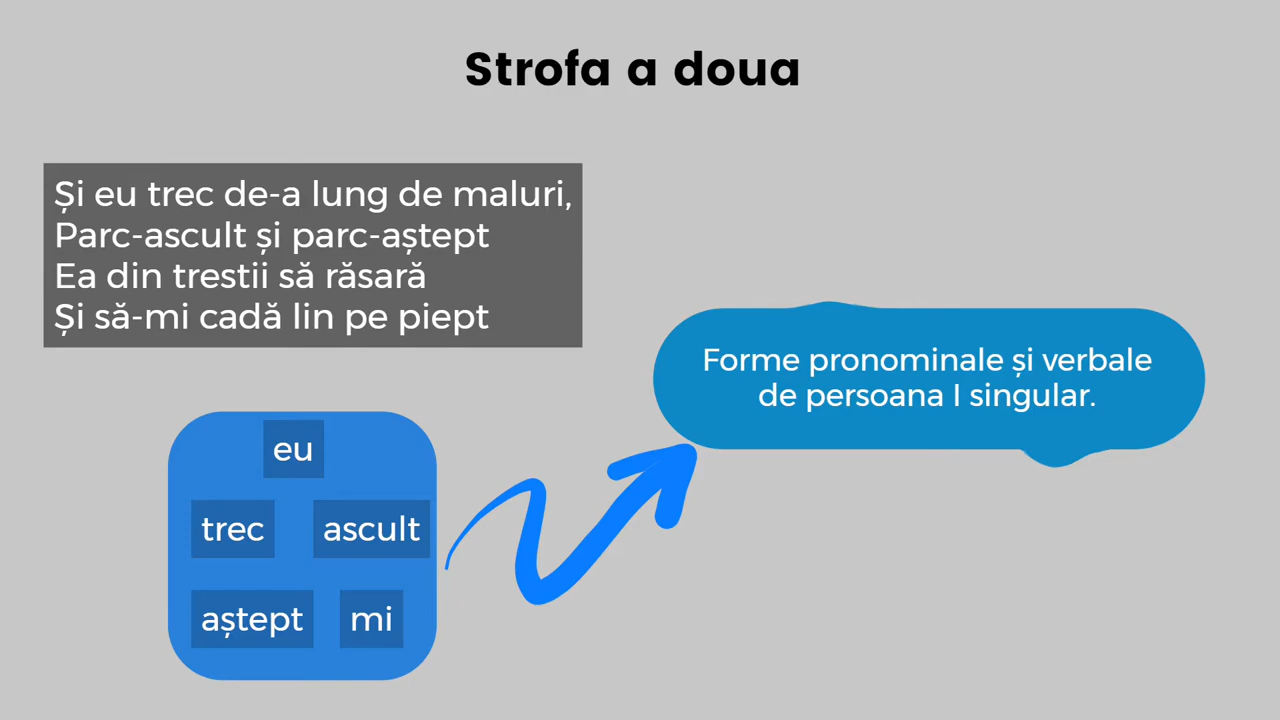 Strofa a doua
Și eu trec de-a lung de maluri,
Parc-ascult și parc-aștept
Ea din trestii să răsară
Și să-mi cadă lin pe piept
Forme pronominale și verbale
de persoana I singular.
eu
trec ascult
aștept mi